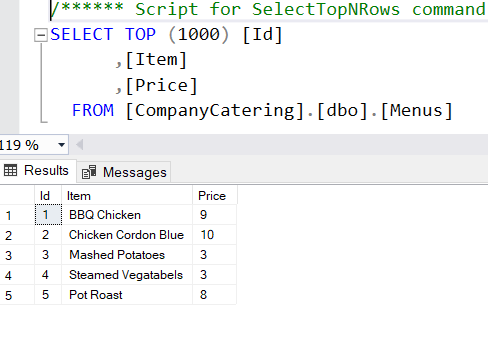 /****** Script for SelectTopNRows command
SELECT TOP (1000) [Id]
,[Item]
,[Price]
FROM [CompanyCatering].[dbo].[Menus]
119 %
Results Messages
Id Item Price
1 1 BBQ Chicken 9
2 2 Chicken Cordon Blue 10
3 3 Mashed Potatoes 3
4 4 Steamed Vegatabels 3
5 5 Pot Roast 8